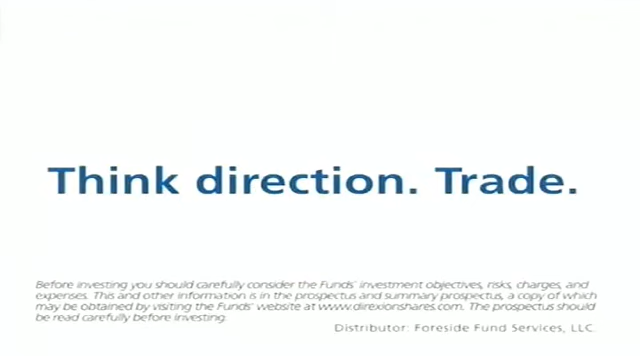 Think direction. Trade.
Before investing you should carefully consider the Funds' investment objectives, risks, charges, and
expenses. This and other information is in the prospectus and summary prospectus, a copy of which
may be obtained by visiting the Funds' website at www.direxionshares.com. The prospectus should
be read carefully before investing.
Distributor: Foreside Fund Services, LLC.